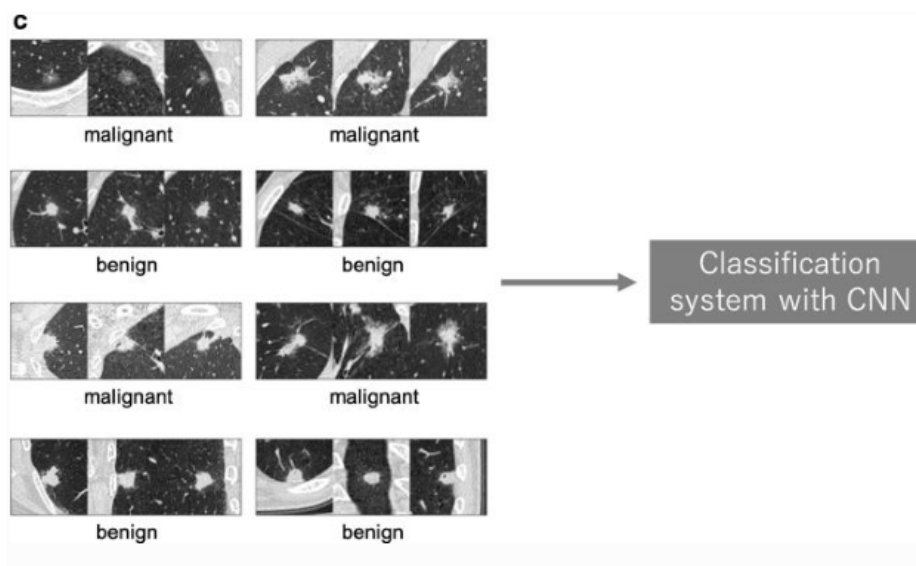 c
malignant
malignant
benign
benign
malignant
malignant
benign
benign
Classification
system with CNN